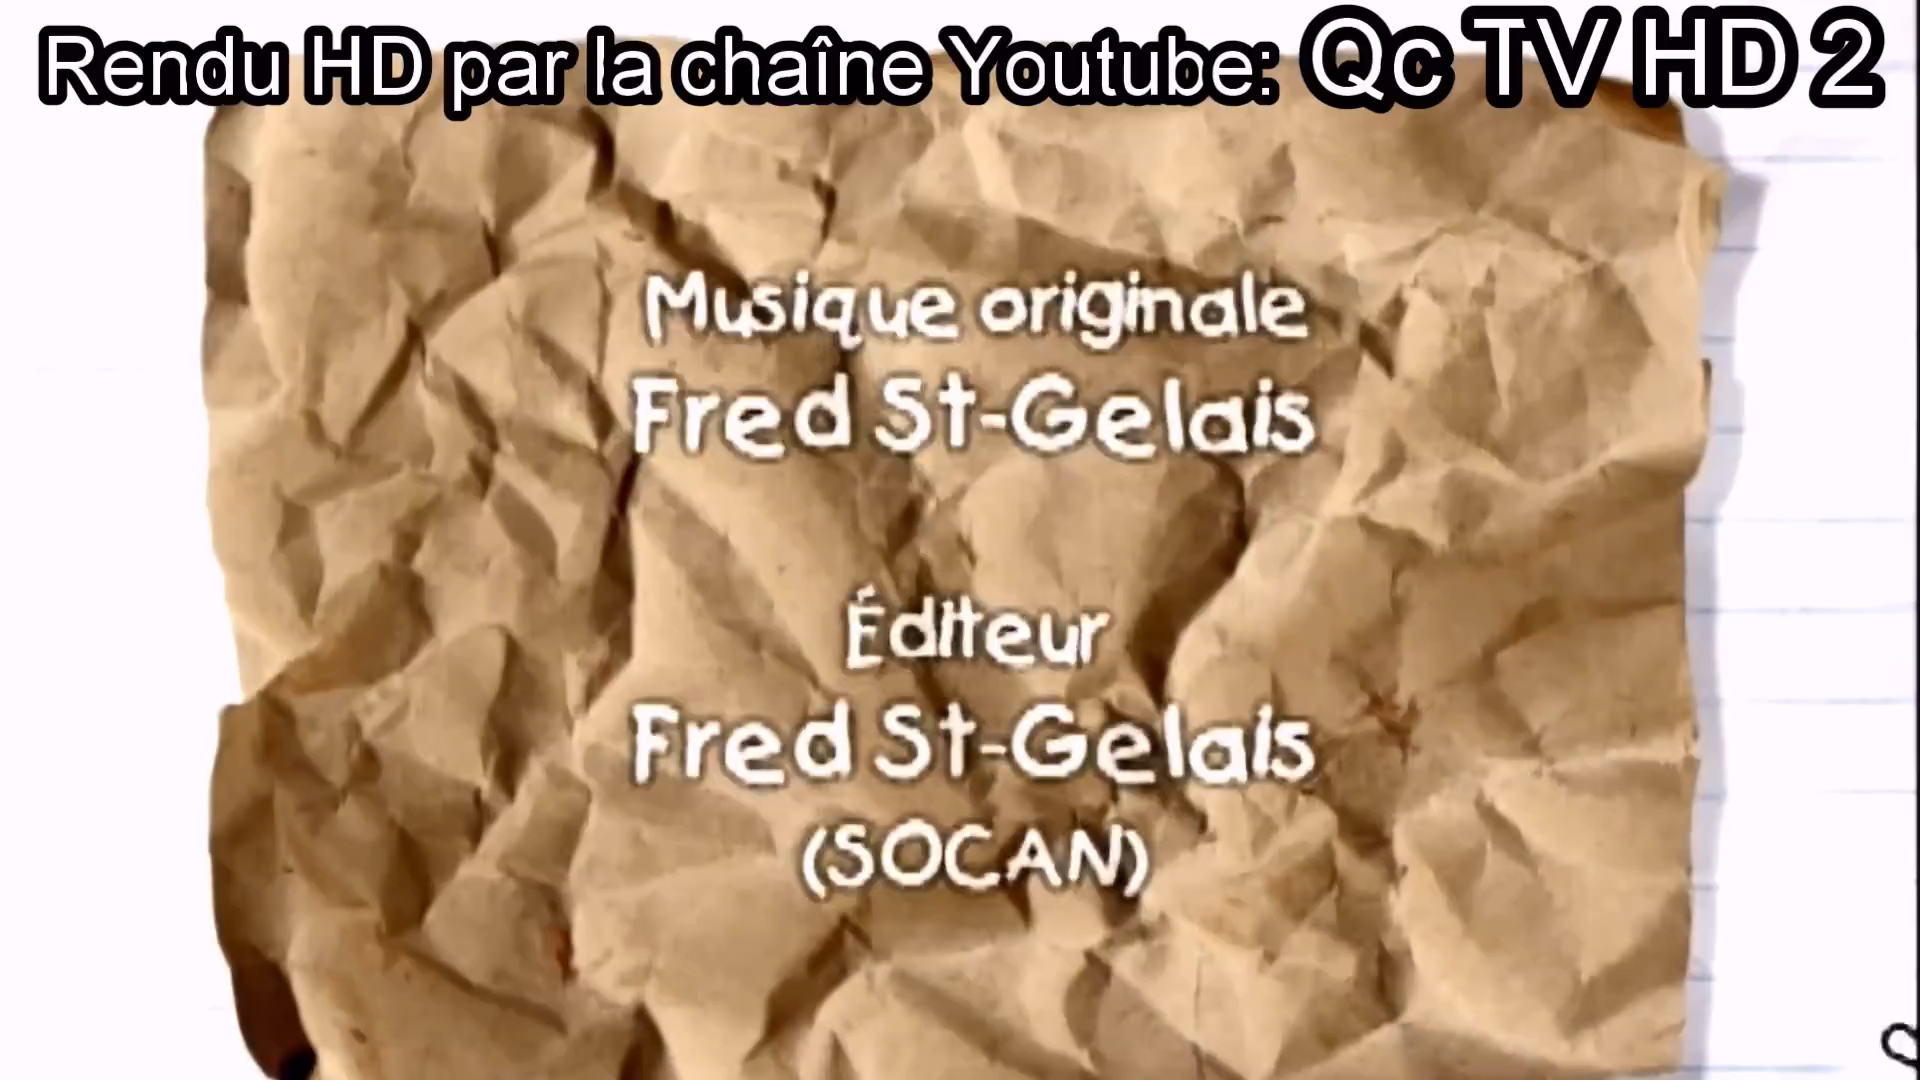 Rendu HD par la chaîne Youtube: Qc TV HD 2
Musique originale
Fred St-Gelais
Éditeur
Fred St-Gelais
(SOCAN)